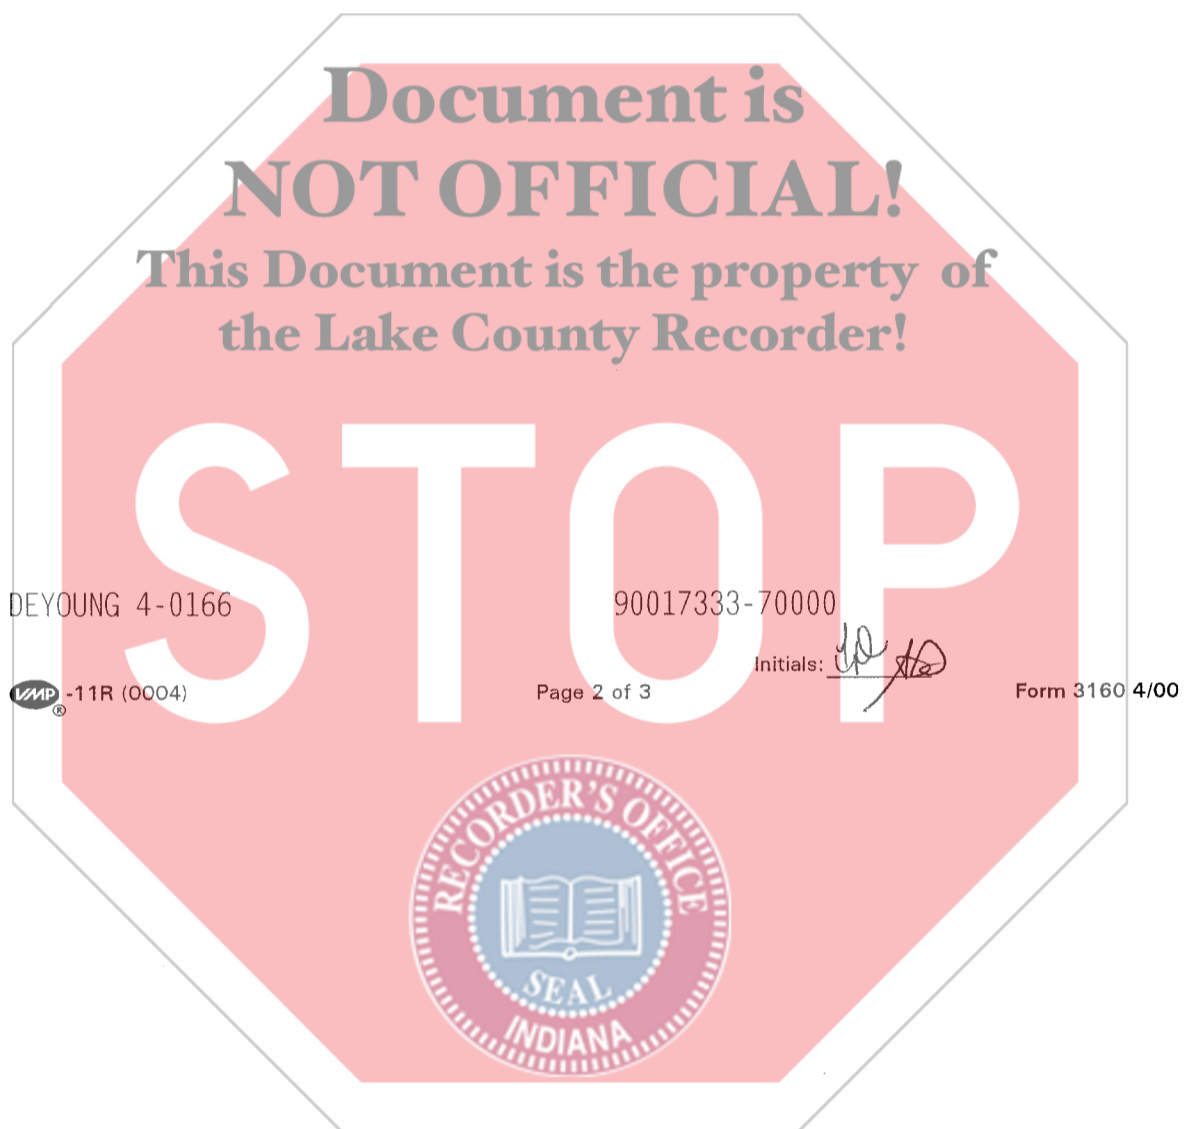 Document is
NOT OFFICIAL!
This Document is the property of
the Lake County Recorder!
STOP
DEYOUNG 4-0166 90017333-70000
Initials:
VMP ® -11R (0004) Page 2 of 3 Form 3160 4/00
RECORDER'S OFFICE
SEAL
INDIANA